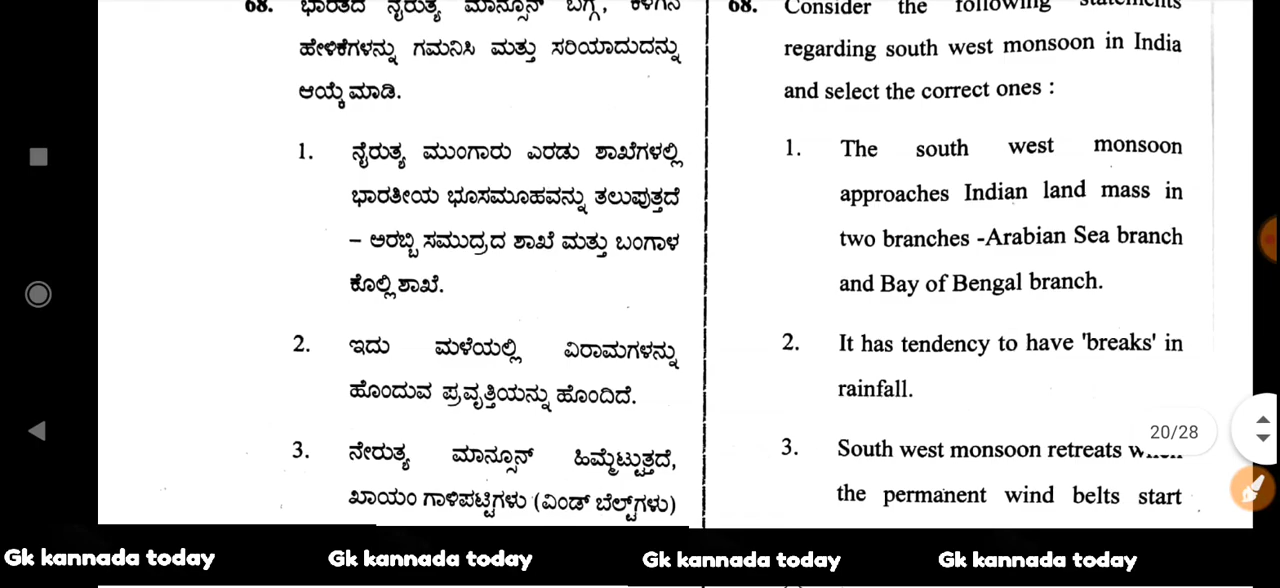 68. ಭಾರತದ ನೈರುತ್ಯ ಮಾನ್ಸೂನ್ ಬಗ್ಗೆ, ಕೆಳಗಿನ
ಹೇಳಿಕೆಗಳನ್ನು ಗಮನಿಸಿ ಮತ್ತು ಸರಿಯಾದುದನ್ನು
ಆಯ್ಕೆ ಮಾಡಿ.
1. ನೈರುತ್ಯ ಮುಂಗಾರು ಎರಡು ಶಾಖೆಗಳಲ್ಲಿ
ಭಾರತೀಯ ಭೂಸಮೂಹವನ್ನು ತಲುಪುತ್ತದೆ
– ಅರಬ್ಬಿ ಸಮುದ್ರದ ಶಾಖೆ ಮತ್ತು ಬಂಗಾಳ
ಕೊಲ್ಲಿ ಶಾಖೆ.
2. ಇದು ಮಳೆಯಲ್ಲಿ ವಿರಾಮಗಳನ್ನು
ಹೊಂದುವ ಪ್ರವೃತ್ತಿಯನ್ನು ಹೊಂದಿದೆ.
3. ನೇರುತ್ಯ ಮಾನ್ಸೂನ್ ಹಿಮ್ಮೆಟ್ಟುತ್ತದೆ,
ಖಾಯಂ ಗಾಳಿಪಟ್ಟಿಗಳು (ವಿಂಡ್ ಬೆಲ್ಟ್‌ಗಳು)
68. Consider the following statements
regarding south west monsoon in India
and select the correct ones :
1. The south west monsoon
approaches Indian land mass in
two branches -Arabian Sea branch
and Bay of Bengal branch.
2. It has tendency to have 'breaks' in
rainfall.
3. South west monsoon retreats
the permanent wind belts start
20/28
Gk kannada today Gk kannada today Gk kannada today Gk kannada today